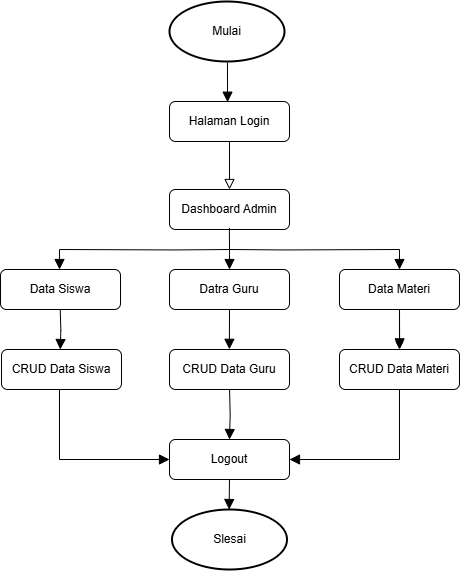 Mulai
Halaman Login
Dashboard Admin
Data Siswa
Datra Guru
Data Materi
CRUD Data Siswa
CRUD Data Guru
CRUD Data Materi
Logout
Slesai